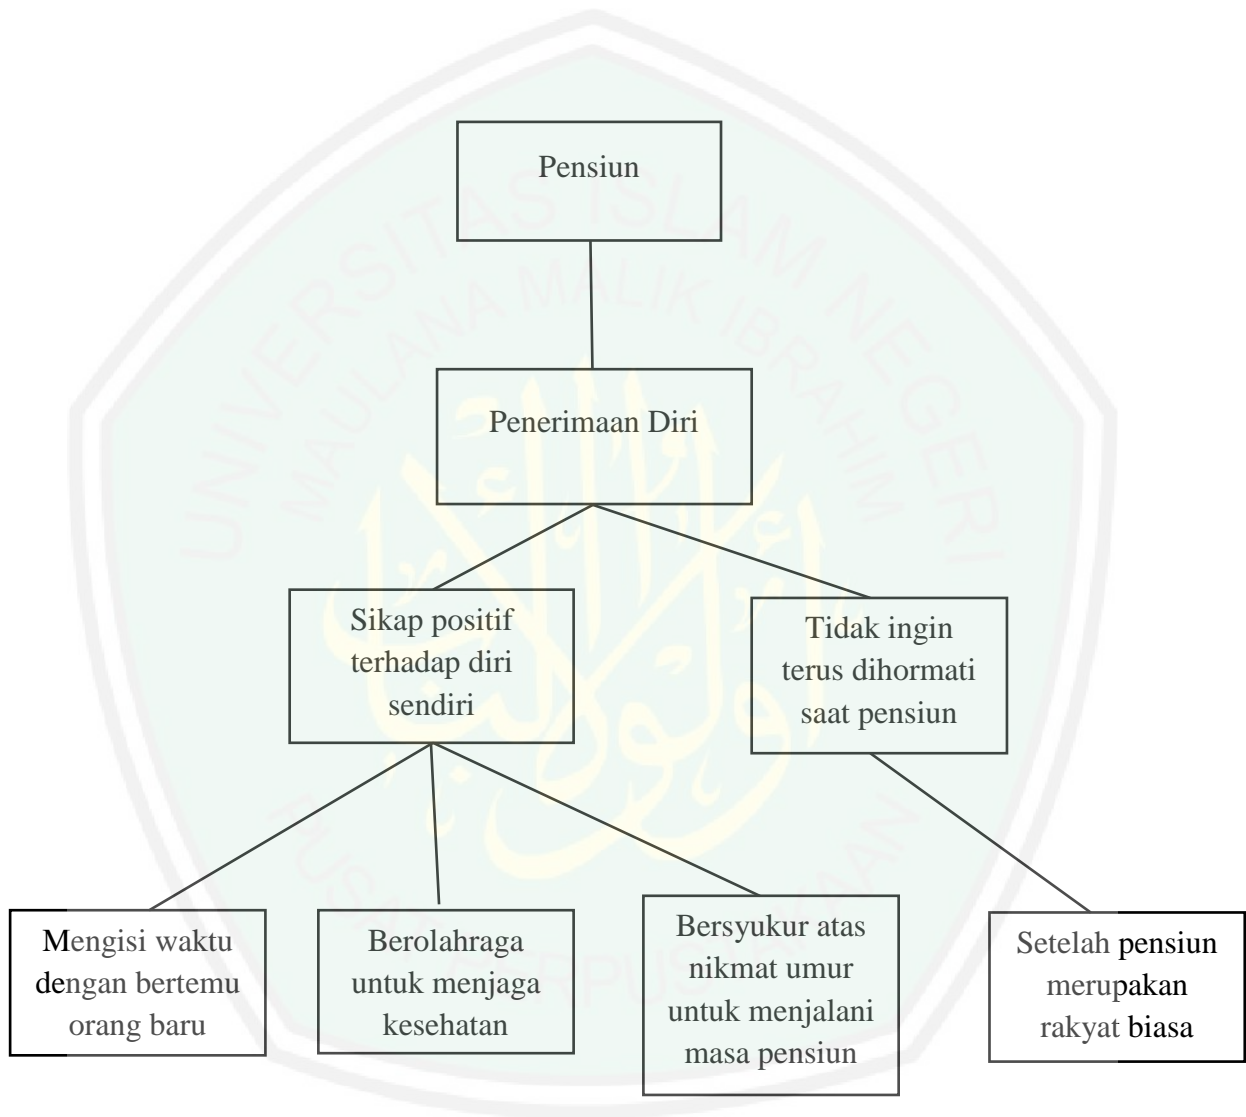 Pensiun
Penerimaan Diri
Sikap positif
terhadap diri
sendiri
Tidak ingin
terus dihormati
saat pensiun
Mengisi waktu
dengan bertemu
orang baru
Berolahraga
untuk menjaga
kesehatan
Bersyukur atas
nikmat umur
untuk menjalani
masa pensiun
Setelah pensiun
merupakan
rakyat biasa
UNIVERSITAS ISLAM NEGERI
MAULANA MALIK IBRAHIM
PUSAT PERPUSTAKAAN